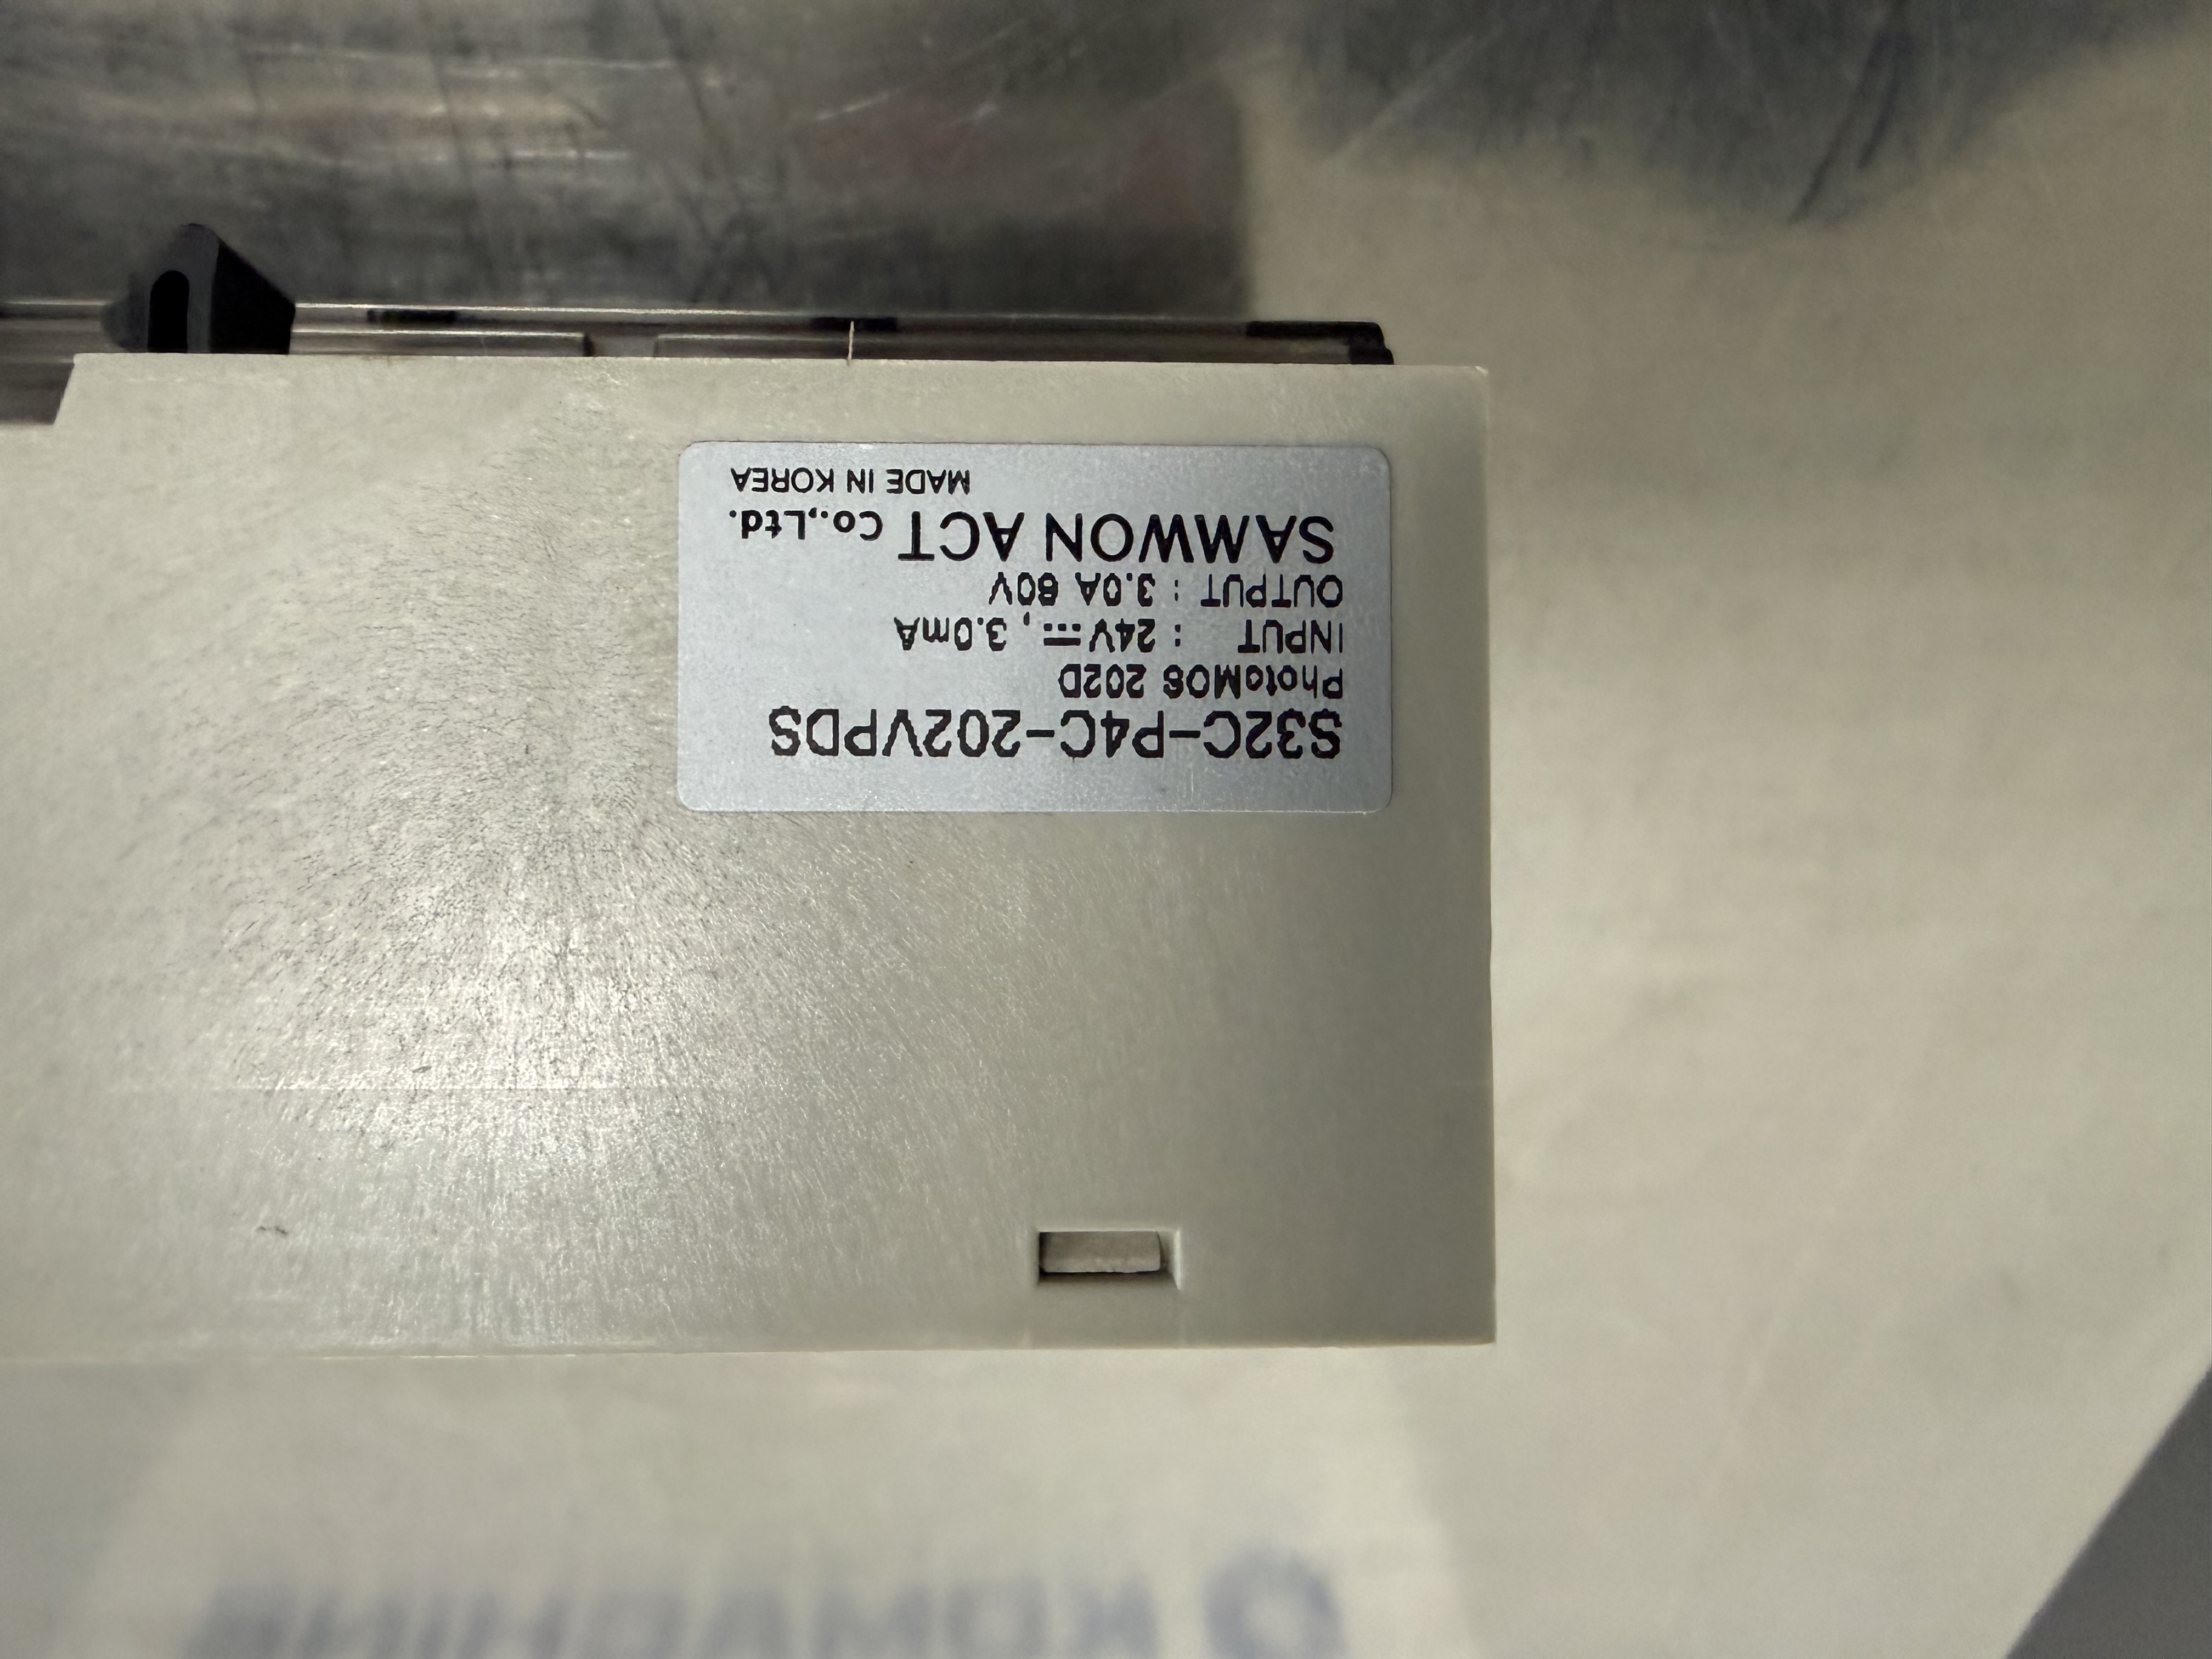 S32C-P4C-202VPDS
PhotoMOS 202D
INPUT : 24V⎓, 3.0mA
OUTPUT : 3.0A 60V
SAMWON ACT Co.,Ltd.
MADE IN KOREA